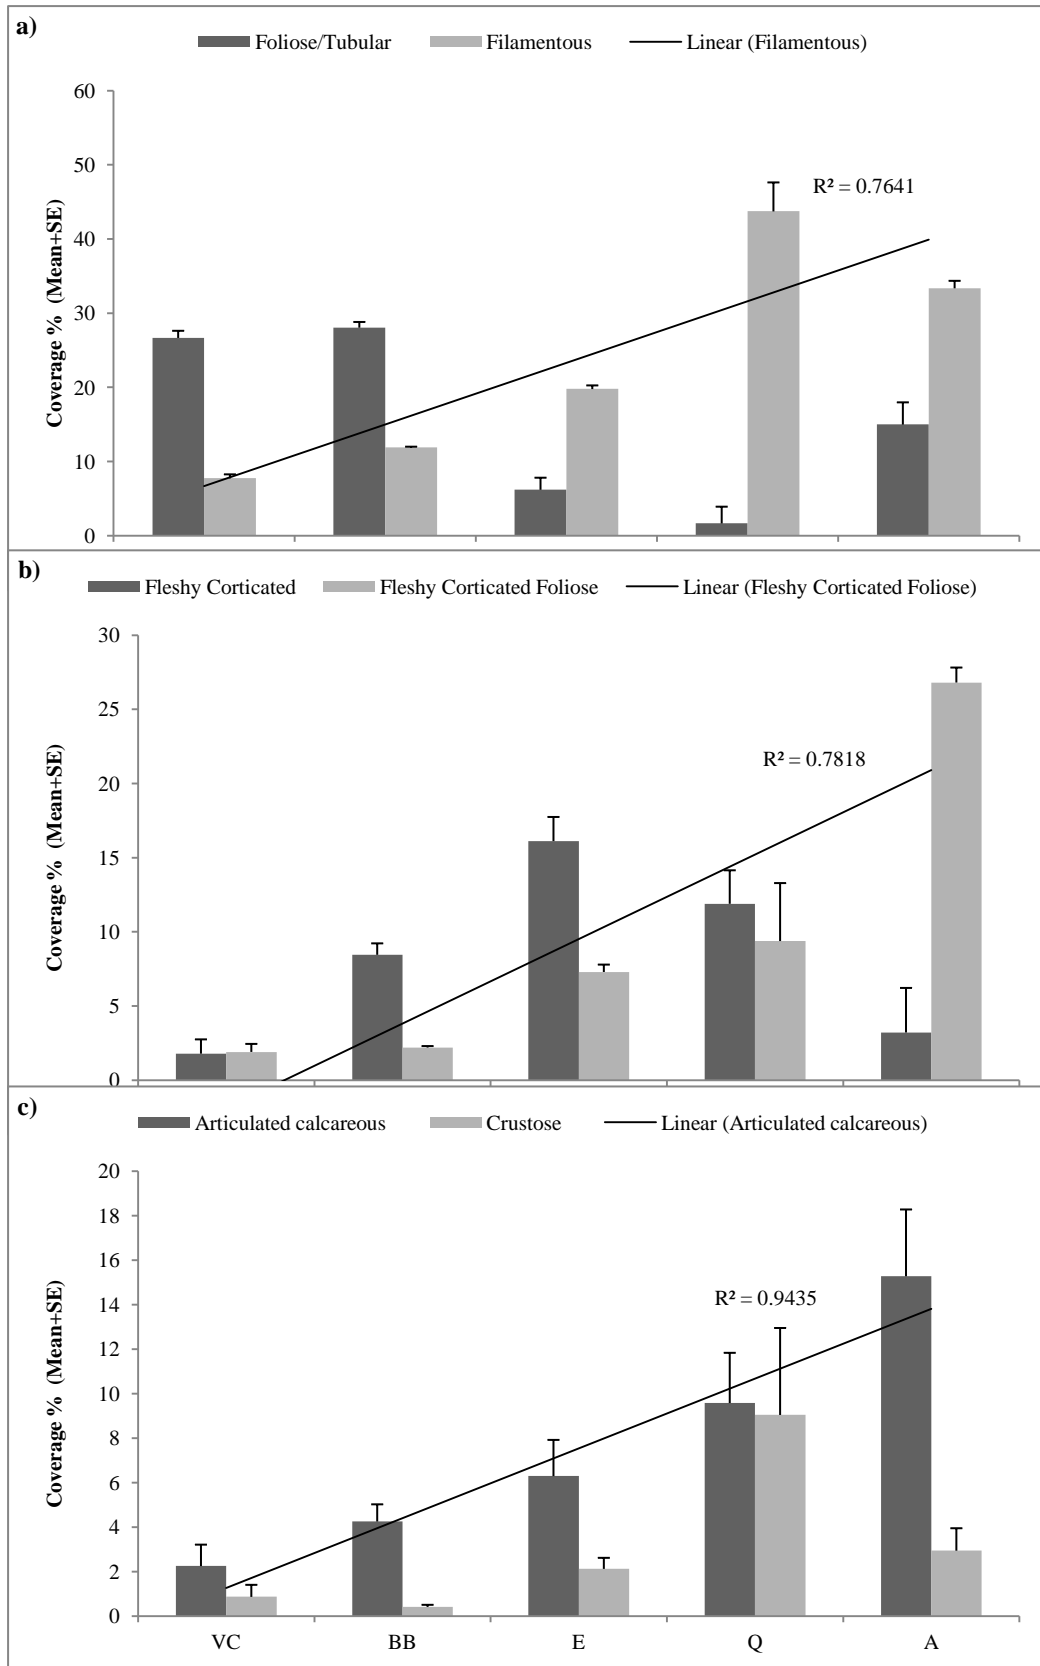 a)
Foliose/Tubular Filamentous Linear (Filamentous)
60
50
40
30
20
10
0
Coverage % (Mean+SE)
R² = 0.7641
b)
Fleshy Corticated Fleshy Corticated Foliose Linear (Fleshy Corticated Foliose)
30
25
20
15
10
5
0
Coverage % (Mean+SE)
R² = 0.7818
c)
Articulated calcareous Crustose Linear (Articulated calcareous)
20
18
16
14
12
10
8
6
4
2
0
Coverage % (Mean+SE)
R² = 0.9435
VC BB E Q A